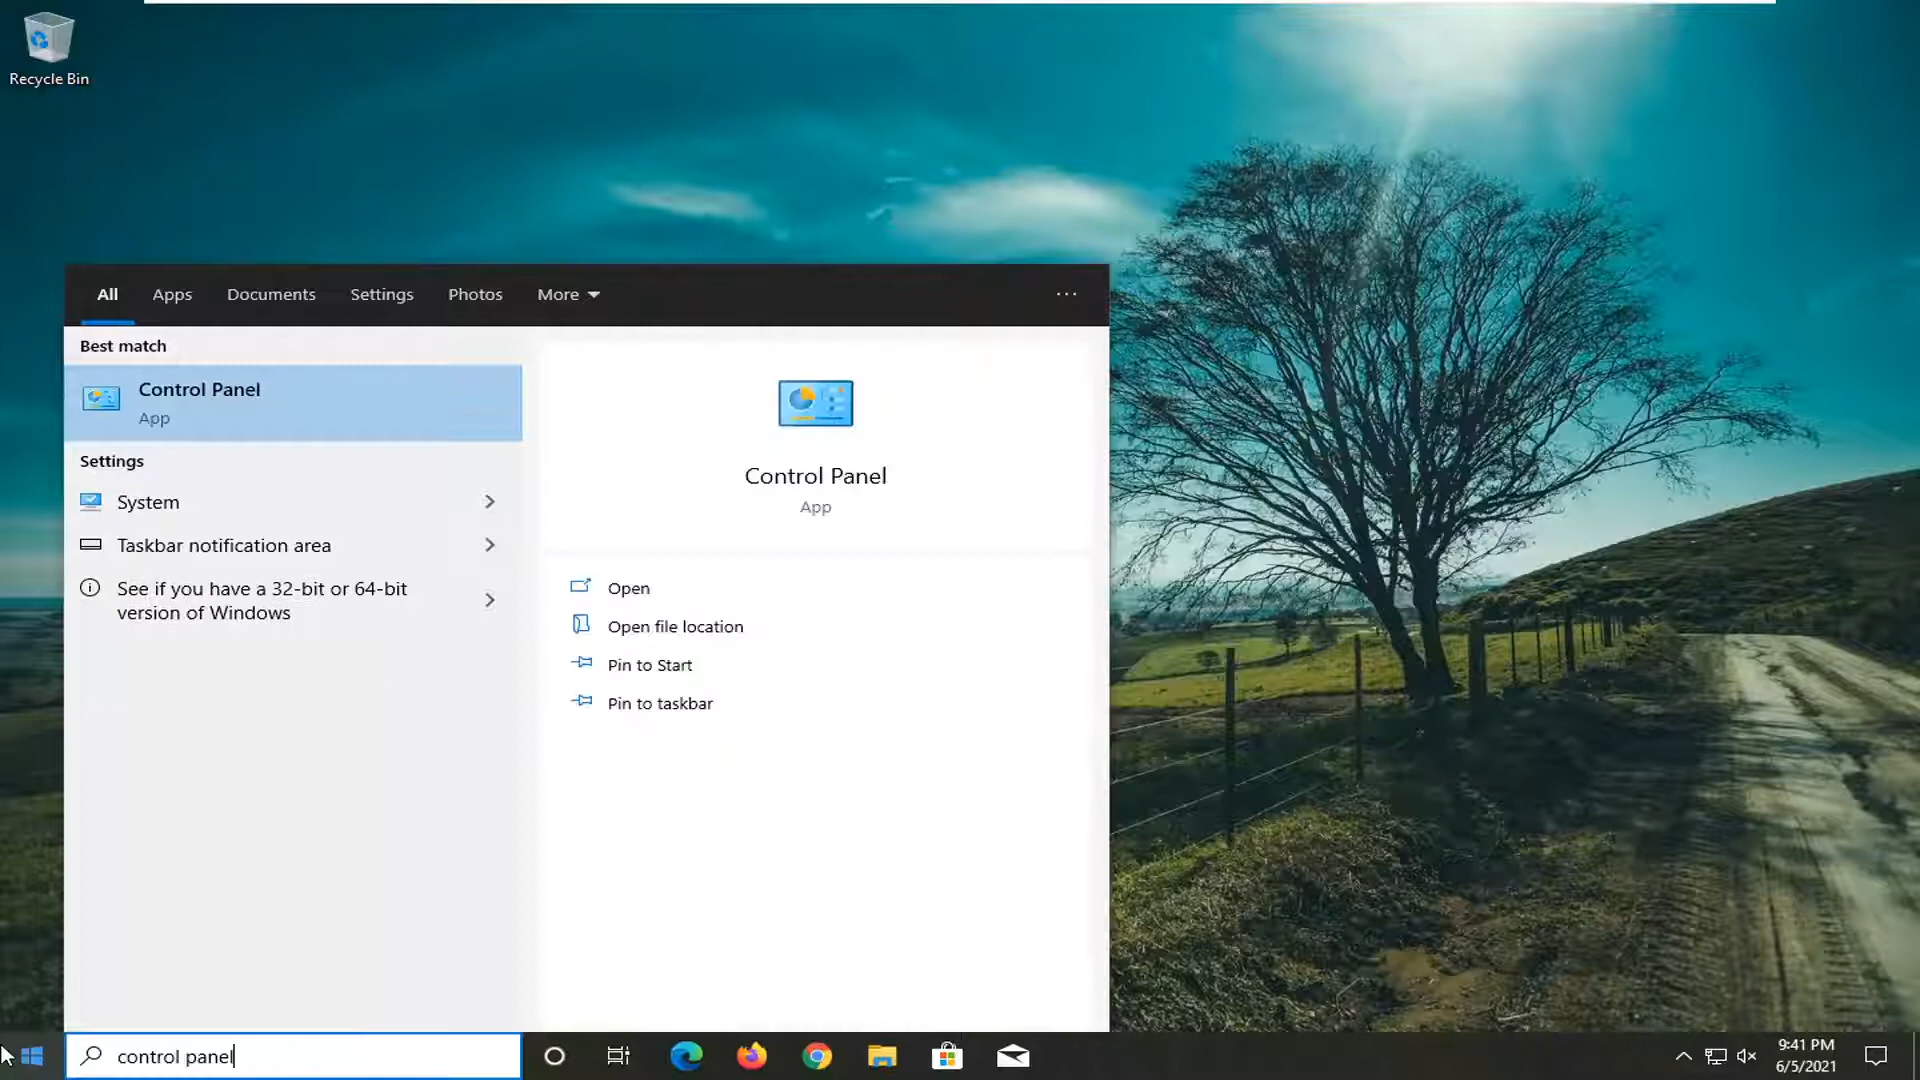 Recycle Bin
All Apps Documents Settings Photos More ...
Best match
Control Panel
App
Settings
System
Taskbar notification area
See if you have a 32-bit or 64-bit
version of Windows
Control Panel
App
Open
Open file location
Pin to Start
Pin to taskbar
control panel
9:41 PM
6/5/2021